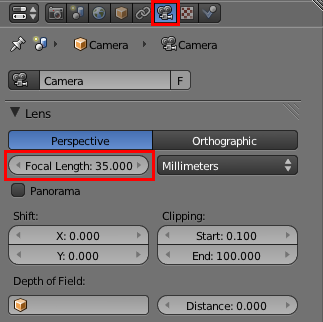 Camera Camera
Camera F
Lens
Perspective Orthographic
Focal Length: 35.000 Millimeters
Panorama
Shift: Clipping:
X: 0.000 Start: 0.100
Y: 0.000 End: 100.000
Depth of Field:
Distance: 0.000